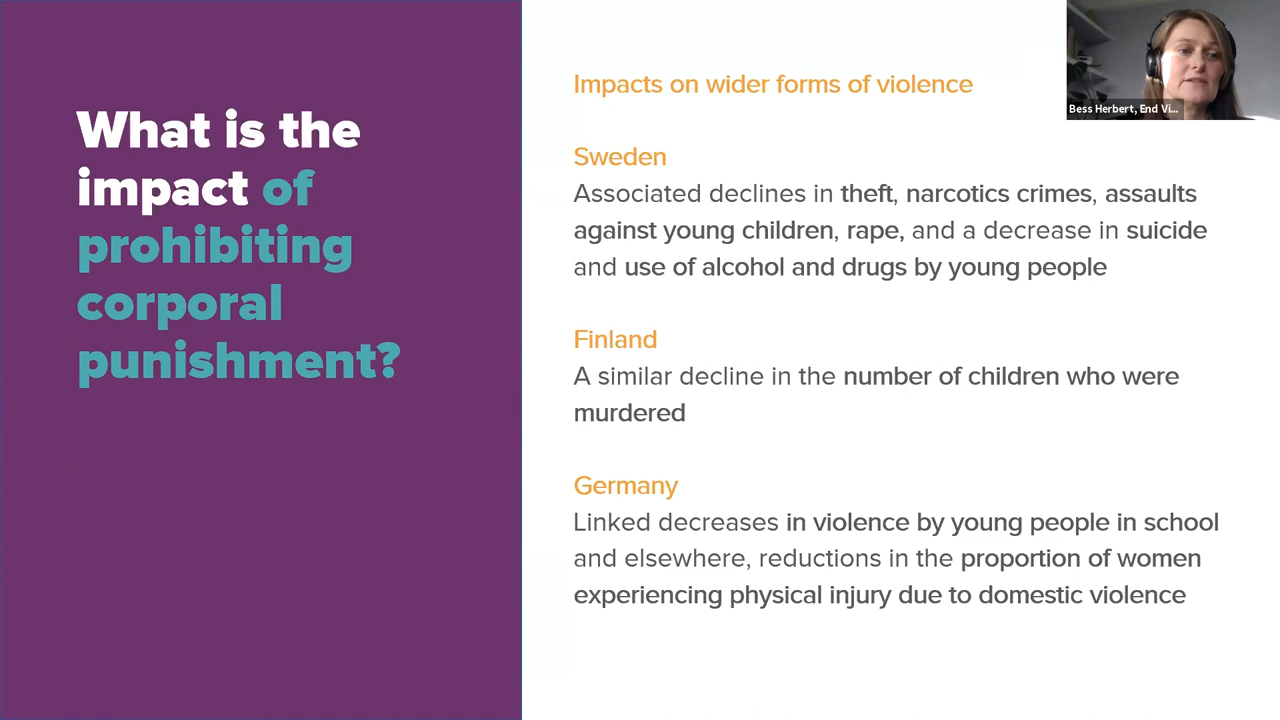 What is the
impact of
prohibiting
corporal
punishment?
Impacts on wider forms of violence
Sweden
Associated declines in theft, narcotics crimes, assaults
against young children, rape, and a decrease in suicide
and use of alcohol and drugs by young people
Finland
A similar decline in the number of children who were
murdered
Germany
Linked decreases in violence by young people in school
and elsewhere, reductions in the proportion of women
experiencing physical injury due to domestic violence
Bess Herbert, End Vi...